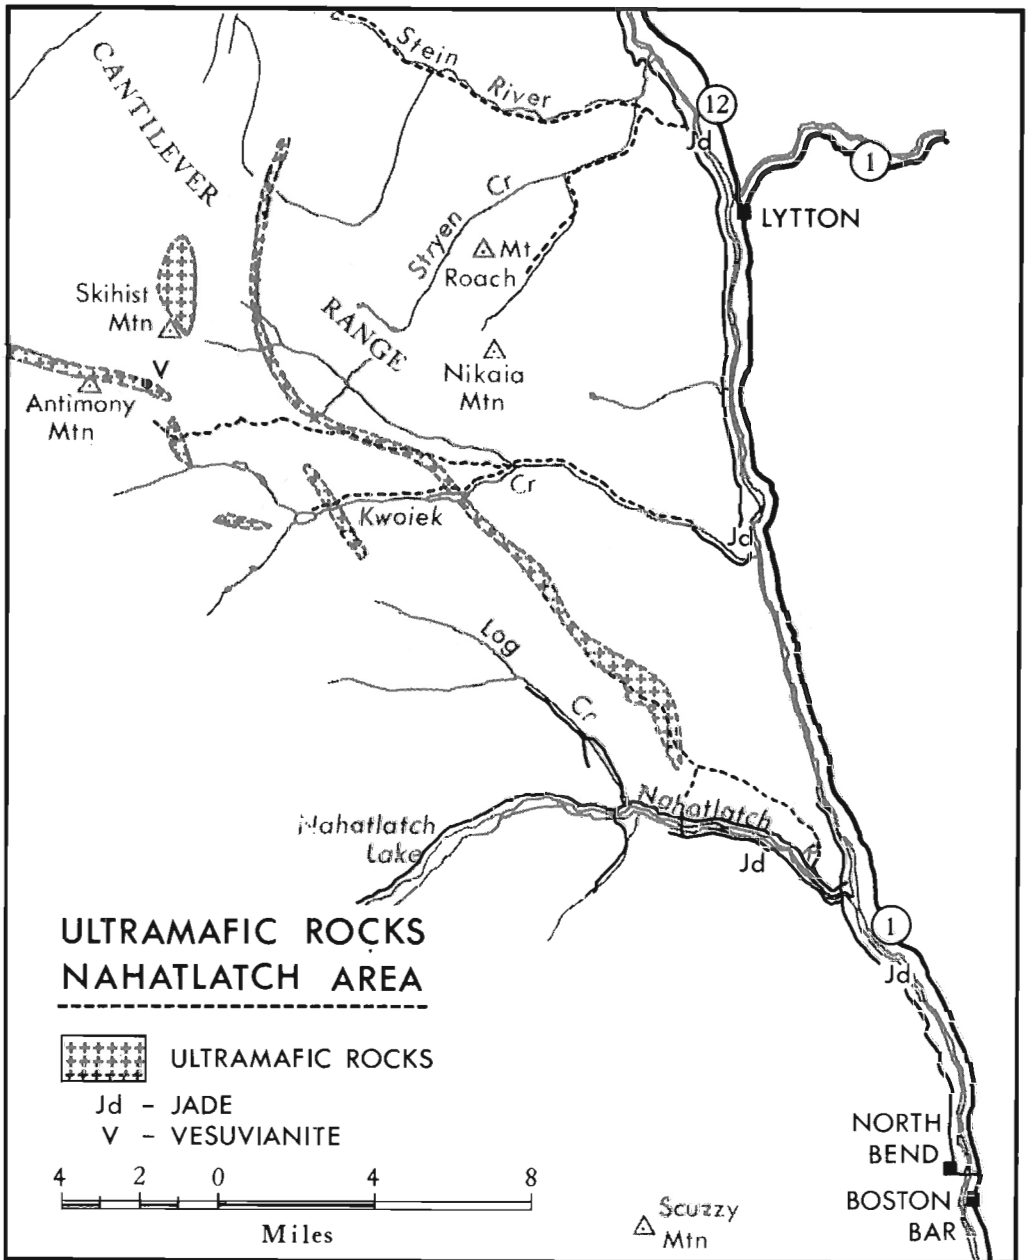 Stein
River
CANTILEVER
12
Jd
1
LYTTON
Stryen Cr
Mt
Roach
Skihist
Mtn
RANGE
V
Nikaia
Mtn
Antimony
Mtn
Cr
Kwoiek
Jd
Log
Cr
Nahatlatch
Nahatlatch
Lake
Jd
ULTRAMAFIC ROCKS
NAHATLATCH AREA
1
Jd
ULTRAMAFIC ROCKS
Jd - JADE
V - VESUVIANITE
NORTH
BEND
4 2 0 4 8
Miles
BOSTON
BAR
Scuzzy
Mtn